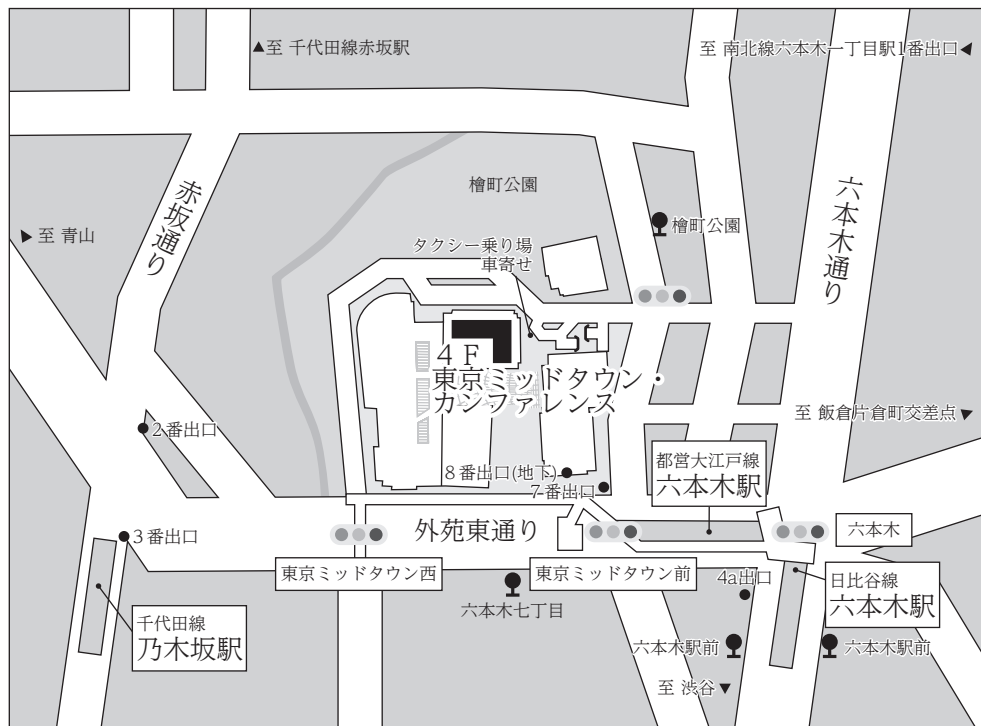 ▲至 千代田線赤坂駅
至 南北線六本木一丁目駅1番出口◀
檜町公園
赤坂通り
六本木通り
▶至 青山
檜町公園
タクシー乗り場
車寄せ
4F
東京ミッドタウン・
カンファレンス
至 飯倉片倉町交差点▶
2番出口
8番出口(地下)
7番出口
都営大江戸線
六本木駅
3番出口
外苑東通り
六本木
東京ミッドタウン西
東京ミッドタウン前
4a出口
日比谷線
六本木駅
六本木七丁目
千代田線
乃木坂駅
六本木駅前
六本木駅前
至 渋谷▼